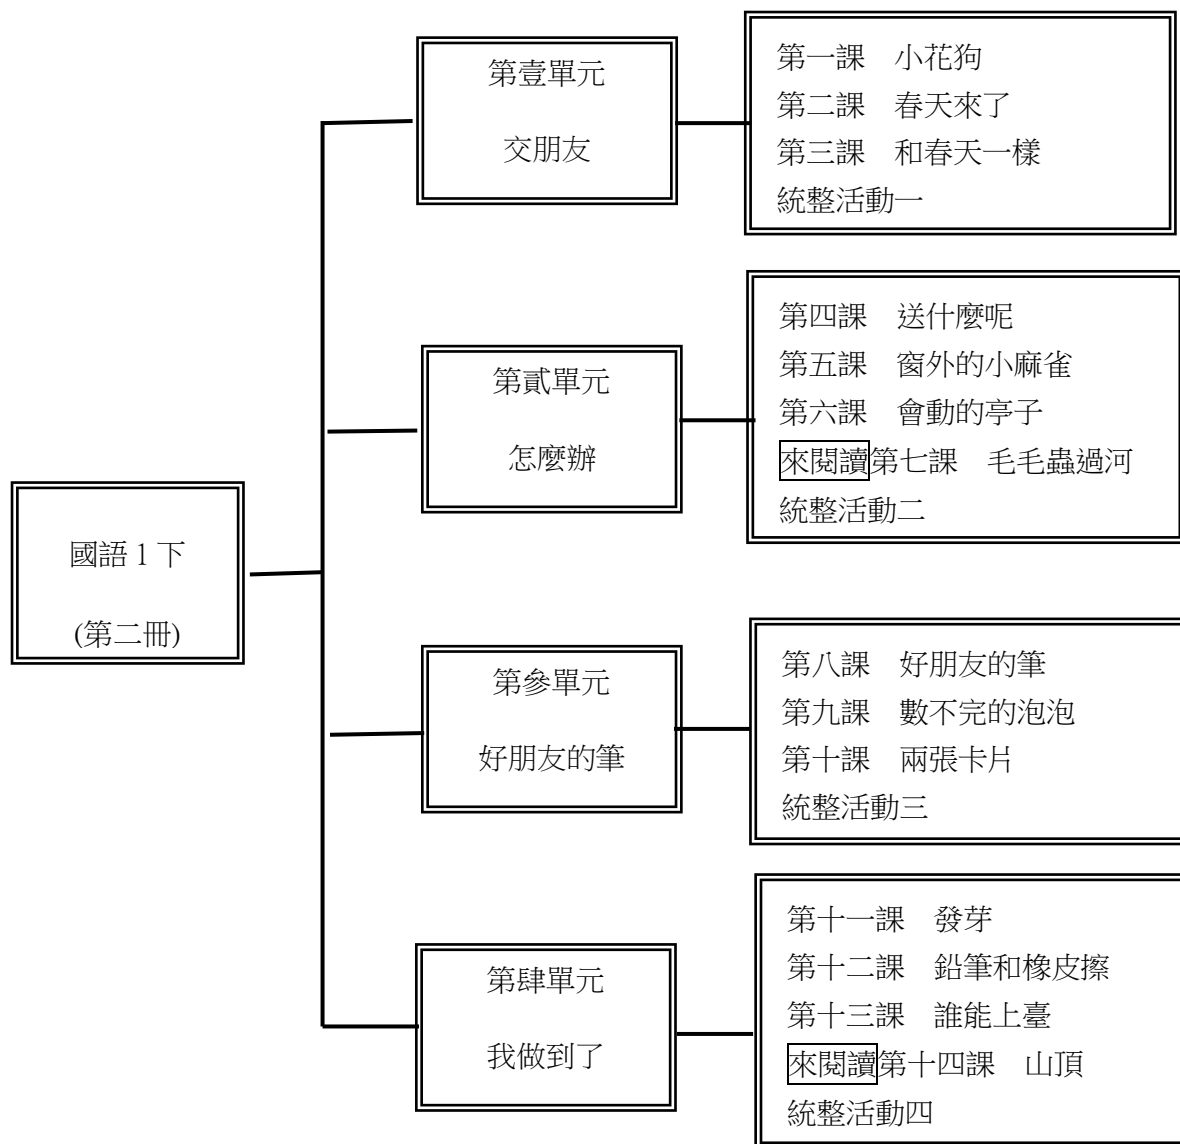 國語 1 下
(第二冊)
第壹單元
交朋友
第一課　小花狗
第二課　春天來了
第三課　和春天一樣
統整活動一
第貳單元
怎麼辦
第四課　送什麼呢
第五課　窗外的小麻雀
第六課　會動的亭子
來閱讀第七課　毛毛蟲過河
統整活動二
第參單元
好朋友的筆
第八課　好朋友的筆
第九課　數不完的泡泡
第十課　兩張卡片
統整活動三
第肆單元
我做到了
第十一課　發芽
第十二課　鉛筆和橡皮擦
第十三課　誰能上臺
來閱讀第十四課　山頂
統整活動四